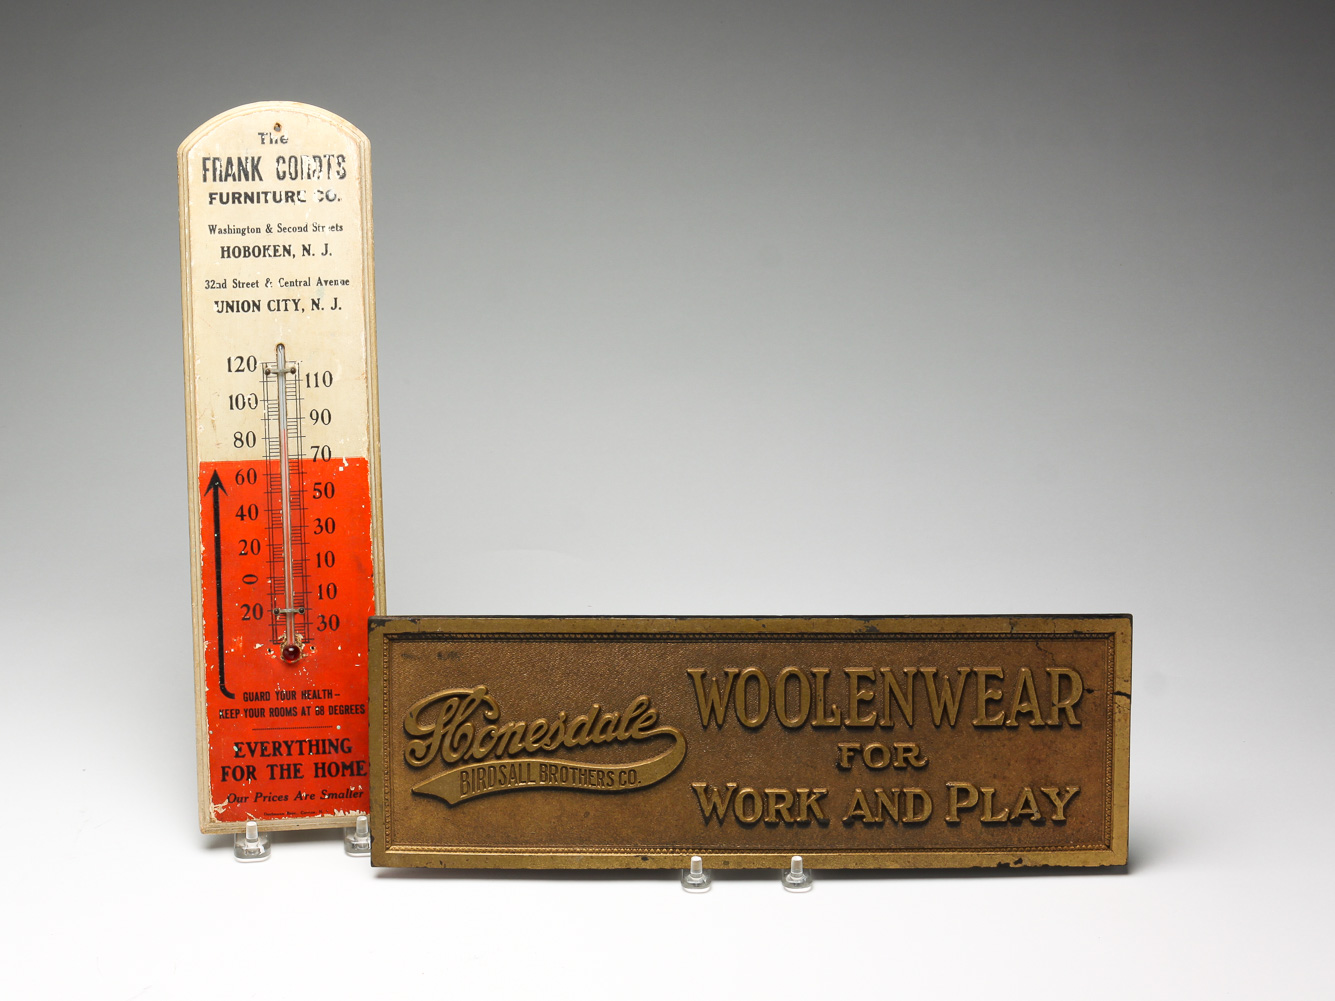 The
FRANK CORDTS
FURNITURE CO.
Washington & Second Streets
HOBOKEN, N. J.
32nd Street & Central Avenue
UNION CITY, N. J.
120
110
100
90
80
70
60
50
40
30
20
10
0
10
20
30
GUARD YOUR HEALTH–
KEEP YOUR ROOMS AT 68 DEGREES
EVERYTHING
FOR THE HOME
Our Prices Are Smaller
Honesdale
BIRDSALL BROTHERS CO.
WOOLENWEAR
FOR
WORK AND PLAY